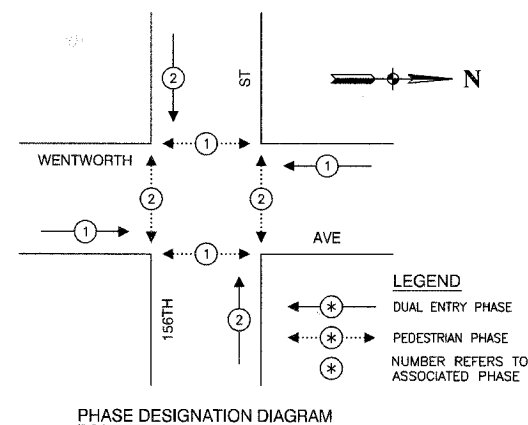 2
ST
N
1
WENTWORTH
1
2
2
1
AVE
1
156TH
2
LEGEND
* DUAL ENTRY PHASE
* PEDESTRIAN PHASE
* NUMBER REFERS TO
ASSOCIATED PHASE
PHASE DESIGNATION DIAGRAM